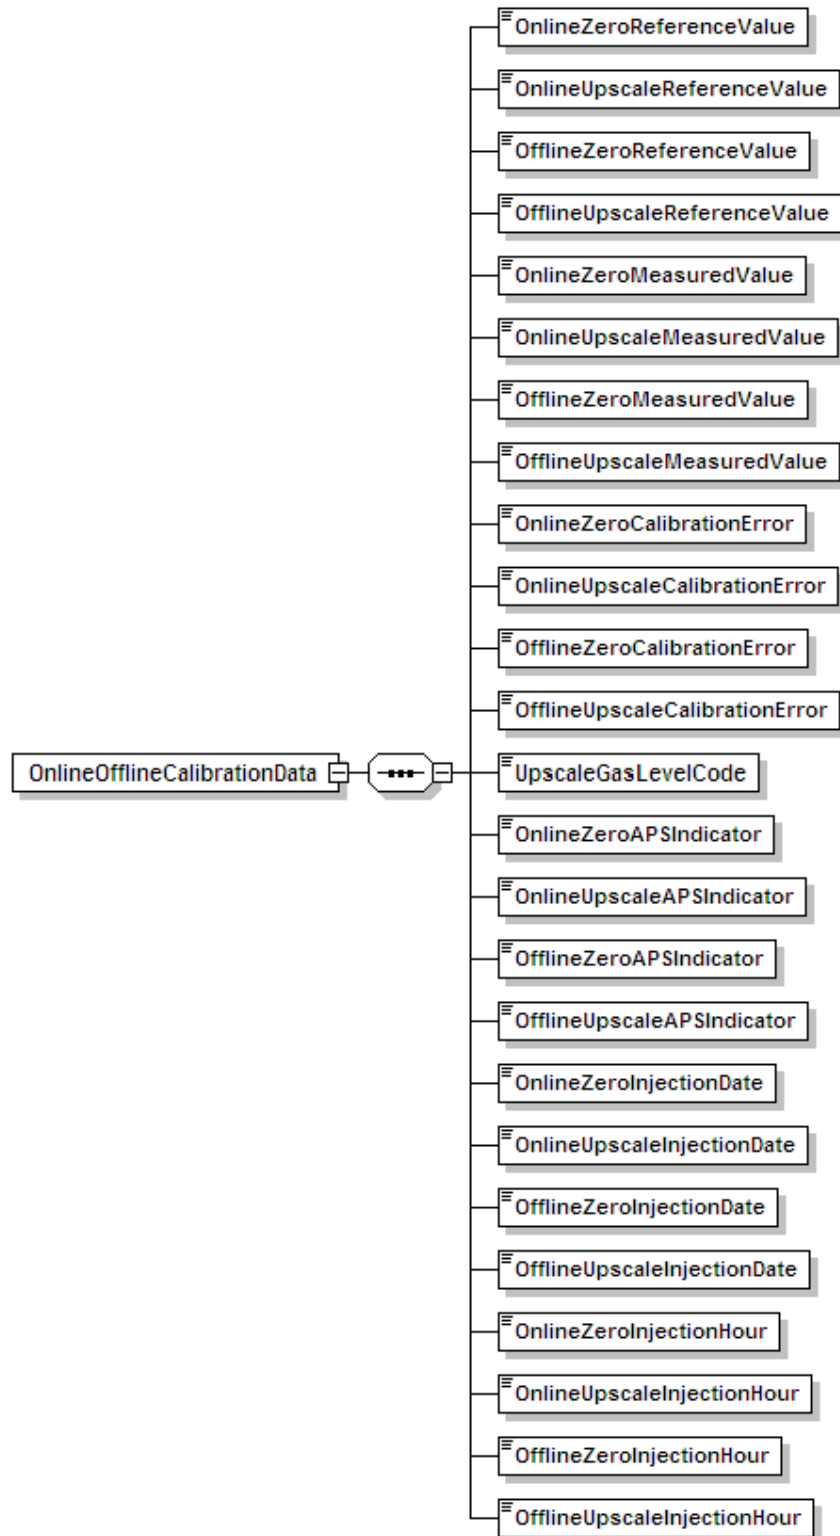 OnlineZeroReferenceValue
OnlineUpscaleReferenceValue
OfflineZeroReferenceValue
OfflineUpscaleReferenceValue
OnlineZeroMeasuredValue
OnlineUpscaleMeasuredValue
OfflineZeroMeasuredValue
OfflineUpscaleMeasuredValue
OnlineZeroCalibrationError
OnlineUpscaleCalibrationError
OfflineZeroCalibrationError
OfflineUpscaleCalibrationError
OnlineOfflineCalibrationData
UpscaleGasLevelCode
OnlineZeroAPSIndicator
OnlineUpscaleAPSIndicator
OfflineZeroAPSIndicator
OfflineUpscaleAPSIndicator
OnlineZeroInjectionDate
OnlineUpscaleInjectionDate
OfflineZeroInjectionDate
OfflineUpscaleInjectionDate
OnlineZeroInjectionHour
OnlineUpscaleInjectionHour
OfflineZeroInjectionHour
OfflineUpscaleInjectionHour